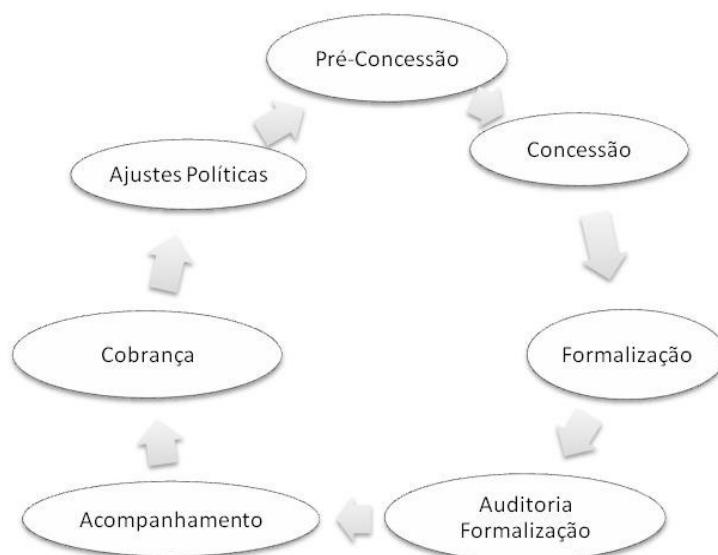 Pré-Concessão
Concessão
Formalização
Auditoria
Formalização
Acompanhamento
Cobrança
Ajustes Políticas